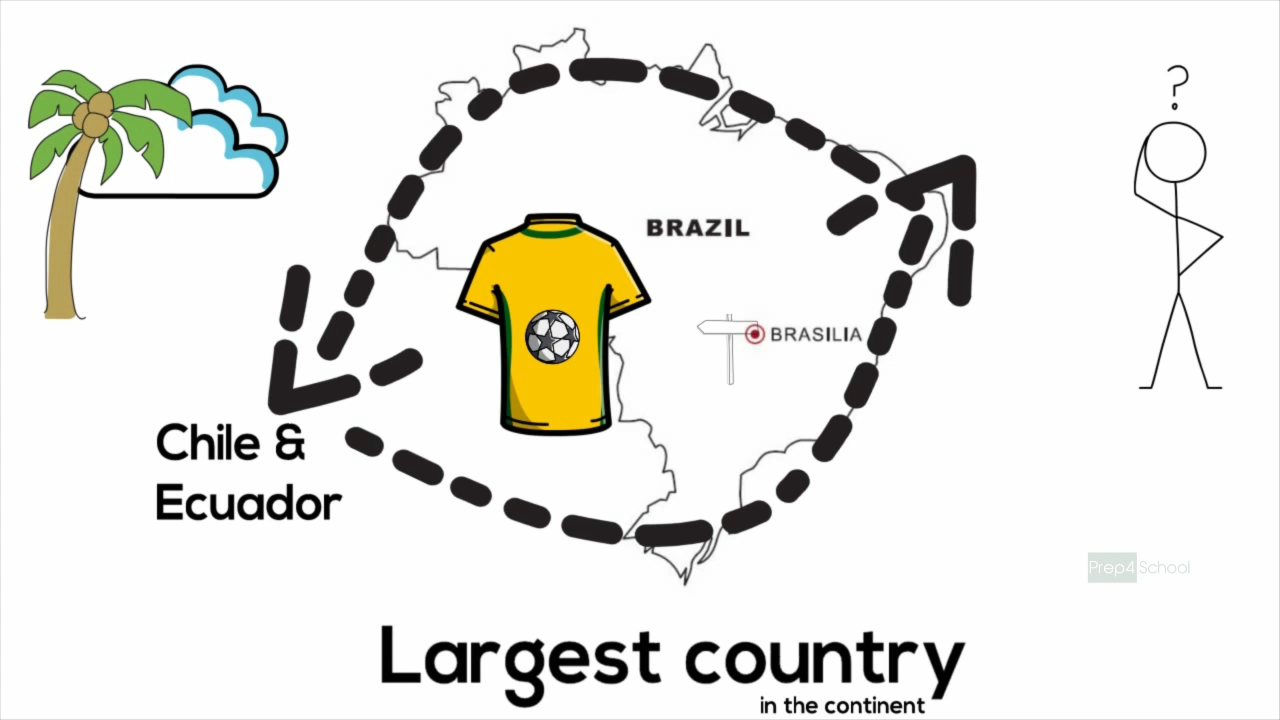 ?
BRAZIL
BRASILIA
Chile &
Ecuador
Prep4School
Largest country
in the continent